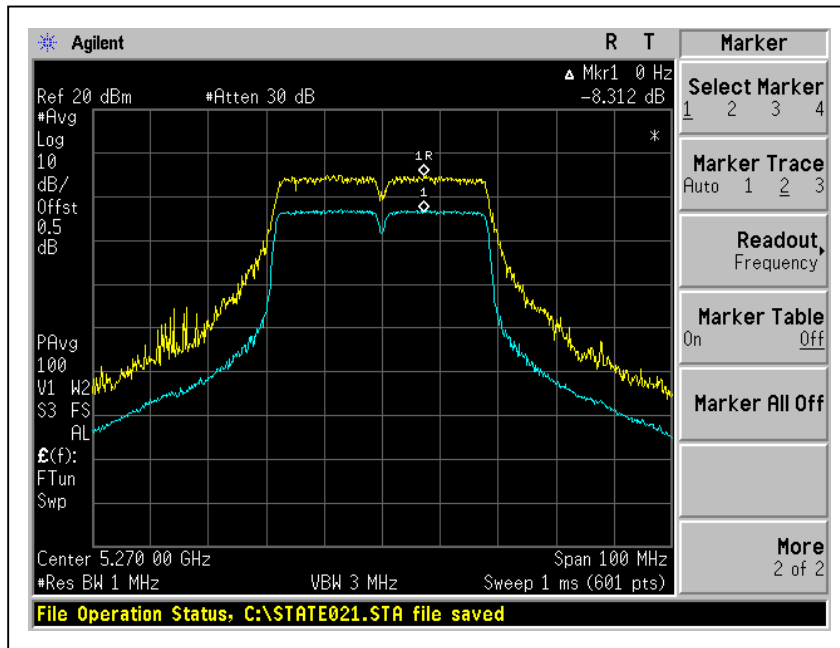 Agilent R T
Marker
Δ Mkr1 0 Hz
Ref 20 dBm #Atten 30 dB -8.312 dB
#Avg
Log
10
dB/
Offst
0.5
dB
*
1R
1
PAvg
100
V1 W2
S3 FS
AL
£(f):
FTun
Swp
Center 5.270 00 GHz Span 100 MHz
#Res BW 1 MHz VBW 3 MHz Sweep 1 ms (601 pts)
File Operation Status, C:\STATE021.STA file saved
Select Marker
1 2 3 4
Marker Trace
Auto 1 2 3
Readout
Frequency
Marker Table
On Off
Marker All Off
More
2 of 2